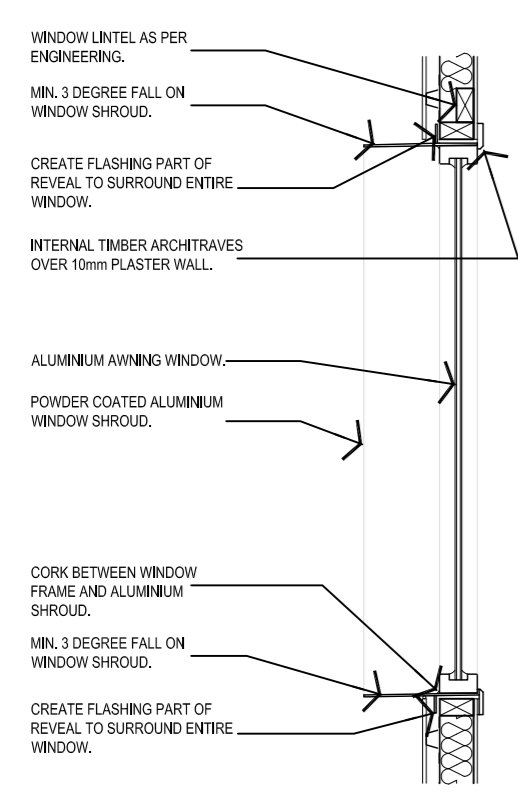 WINDOW LINTEL AS PER
ENGINEERING.
MIN. 3 DEGREE FALL ON
WINDOW SHROUD.
CREATE FLASHING PART OF
REVEAL TO SURROUND ENTIRE
WINDOW.
INTERNAL TIMBER ARCHITRAVES
OVER 10mm PLASTER WALL.
ALUMINIUM AWNING WINDOW.
POWDER COATED ALUMINIUM
WINDOW SHROUD.
CORK BETWEEN WINDOW
FRAME AND ALUMINIUM
SHROUD.
MIN. 3 DEGREE FALL ON
WINDOW SHROUD.
CREATE FLASHING PART OF
REVEAL TO SURROUND ENTIRE
WINDOW.